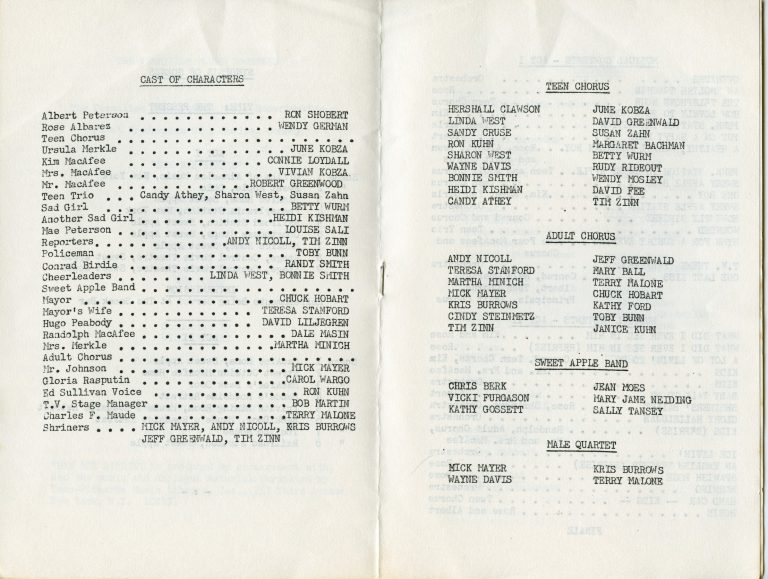 CAST OF CHARACTERS
Albert Peterson . . . . . . . . . . . . . . . RON SHOBERT
Rose Albarez . . . . . . . . . . . . . . . WENDY GERMAN
Teen Chorus . . . . . . . . . . . . . . . . . . . . . . .
Ursula Merkle . . . . . . . . . . . . . . . . JUNE KOBZA
Kim MacAfee . . . . . . . . . . . . . . CONNIE LOYDALL
Mrs. MacAfee . . . . . . . . . . . . . . . VIVIAN KOBZA
Mr. MacAfee . . . . . . . . . . . . . ROBERT GREENWOOD
Teen Trio . . . Candy Athey, Sharon West, Susan Zahn
Sad Girl . . . . . . . . . . . . . . . . . . BETTY WURM
Another Sad Girl . . . . . . . . . . . . . HEIDI KISHMAN
Mae Peterson . . . . . . . . . . . . . . . . LOUISE SALI
Reporters . . . . . . . . . . . ANDY NICOLL, TIM ZINN
Policeman . . . . . . . . . . . . . . . . . . TOBY BUNN
Conrad Birdie . . . . . . . . . . . . . . . RANDY SMITH
Cheerleaders . . . . . . . . LINDA WEST, BONNIE SMITH
Sweet Apple Band . . . . . . . . . . . . . . . . . . . .
Mayor . . . . . . . . . . . . . . . . . . . CHUCK HOBART
Mayor's Wife . . . . . . . . . . . . . TERESA STANFORD
Hugo Peabody . . . . . . . . . . . . . DAVID LILJEGREN
Randolph MacAfee . . . . . . . . . . . . . . DALE MASIN
Mrs. Merkle . . . . . . . . . . . . . . . MARTHA MINICH
Adult Chorus . . . . . . . . . . . . . . . . . . . . . .
Mr. Johnson . . . . . . . . . . . . . . . . . MICK MAYER
Gloria Rasputin . . . . . . . . . . . . . . CAROL WARGO
Ed Sullivan Voice . . . . . . . . . . . . . . . RON KUHN
T.V. Stage Manager . . . . . . . . . . . . . BOB MARTIN
Charles F. Maude . . . . . . . . . . . . . TERRY MALONE
Shriners . . . . MICK MAYER, ANDY NICOLL, KRIS BURROWS
JEFF GREENWALD, TIM ZINN
TEEN CHORUS
HERSHALL CLAWSON JUNE KOBZA
LINDA WEST DAVID GREENWALD
SANDY CRUSE SUSAN ZAHN
RON KUHN MARGARET BACHMAN
SHARON WEST BETTY WURM
WAYNE DAVIS RUDY RIDEOUT
BONNIE SMITH WENDY MOSLEY
HEIDI KISHMAN DAVID FEE
CANDY ATHEY TIM ZINN
ADULT CHORUS
ANDY NICOLL JEFF GREENWALD
TERESA STANFORD MARY BALL
MARTHA MINICH TERRY MALONE
MICK MAYER CHUCK HOBART
KRIS BURROWS KATHY FORD
CINDY STEINMETZ TOBY BUNN
TIM ZINN JANICE KUHN
SWEET APPLE BAND
CHRIS BERK JEAN MOES
VICKI FURGASON MARY JANE NEIDING
KATHY GOSSETT SALLY TANSEY
MALE QUARTET
MICK MAYER KRIS BURROWS
WAYNE DAVIS TERRY MALONE